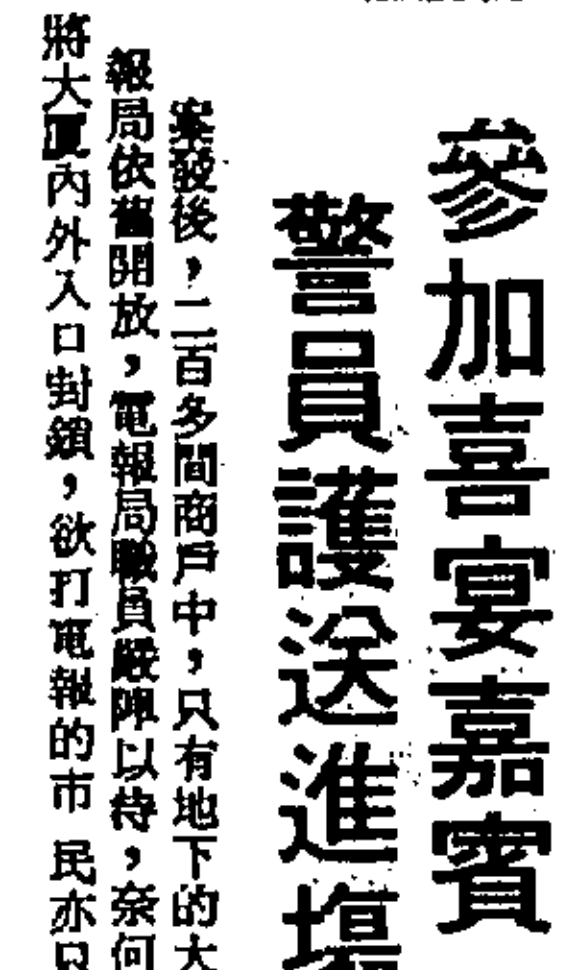 參加喜宴嘉賓
警員護送進場
案發後，二百多間商戶中，只有地下的大
報局依舊開放，電報局職員嚴陣以待，奈何
將大厦內外入口封鎖，欲打電報的市民亦只